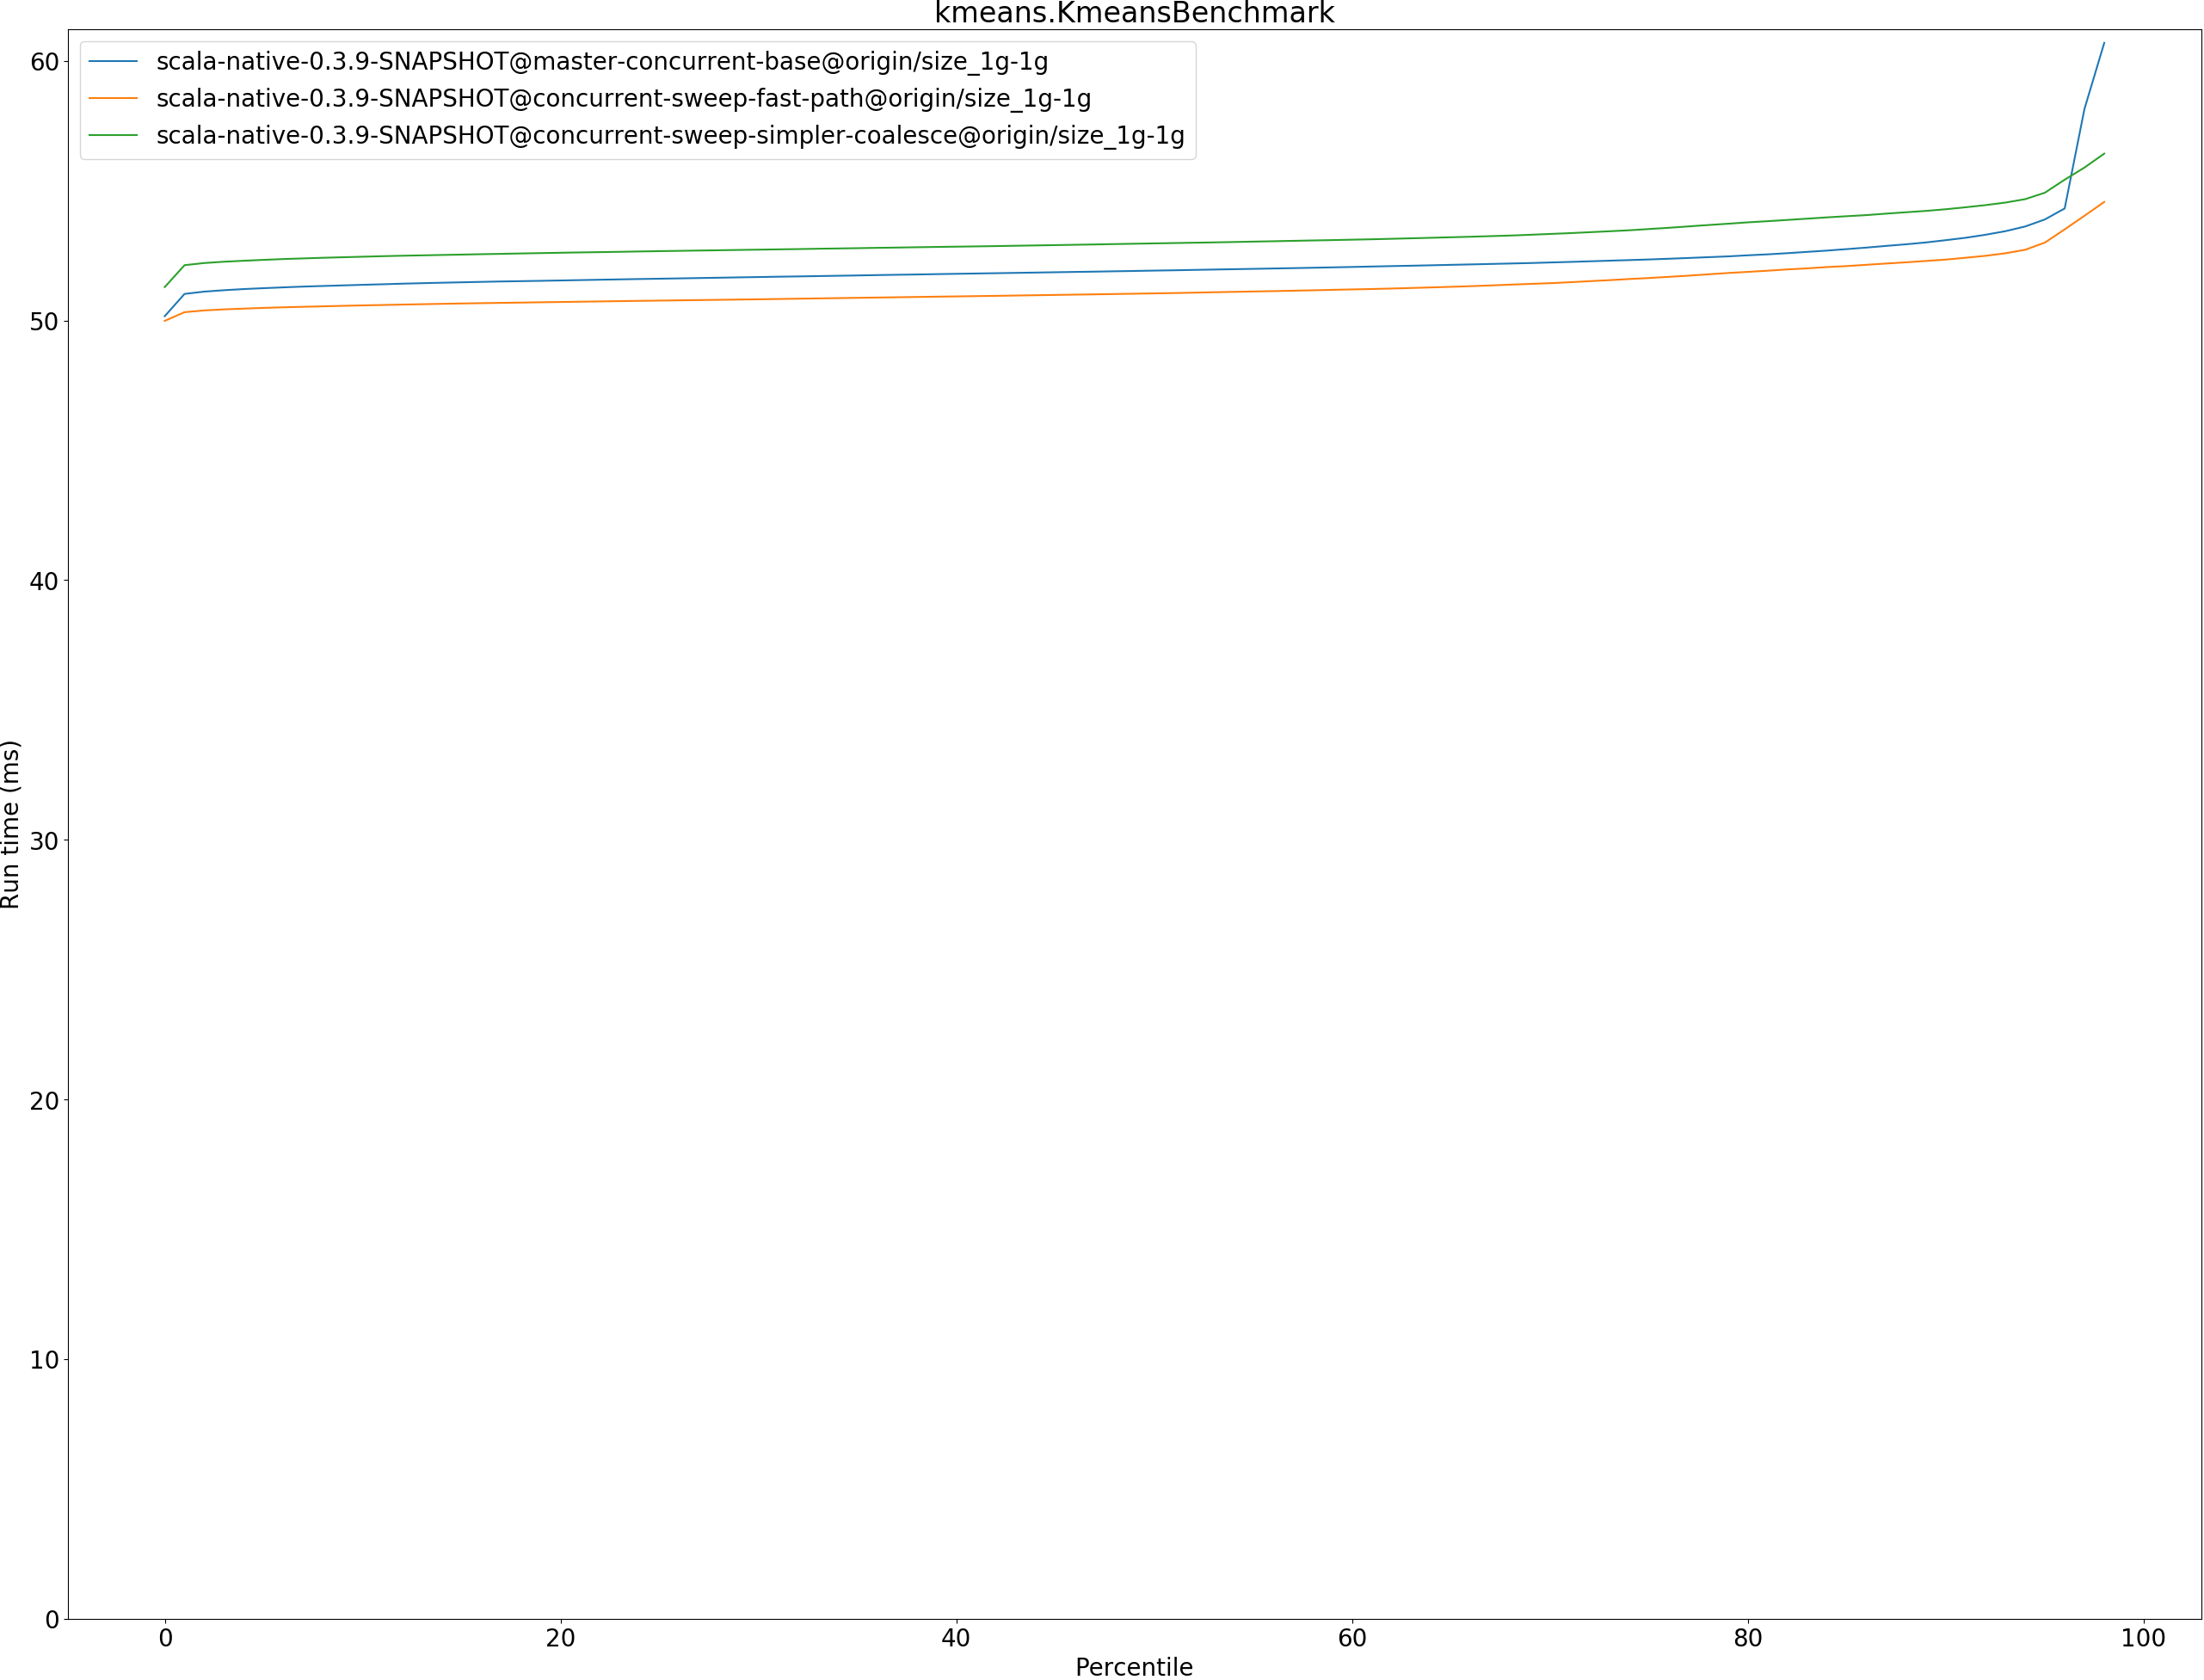 kmeans.KmeansBenchmark
scala-native-0.3.9-SNAPSHOT@master-concurrent-base@origin/size_1g-1g
scala-native-0.3.9-SNAPSHOT@concurrent-sweep-fast-path@origin/size_1g-1g
scala-native-0.3.9-SNAPSHOT@concurrent-sweep-simpler-coalesce@origin/size_1g-1g
60
50
40
30
20
10
0
Run time (ms)
0 20 40 60 80 100
Percentile